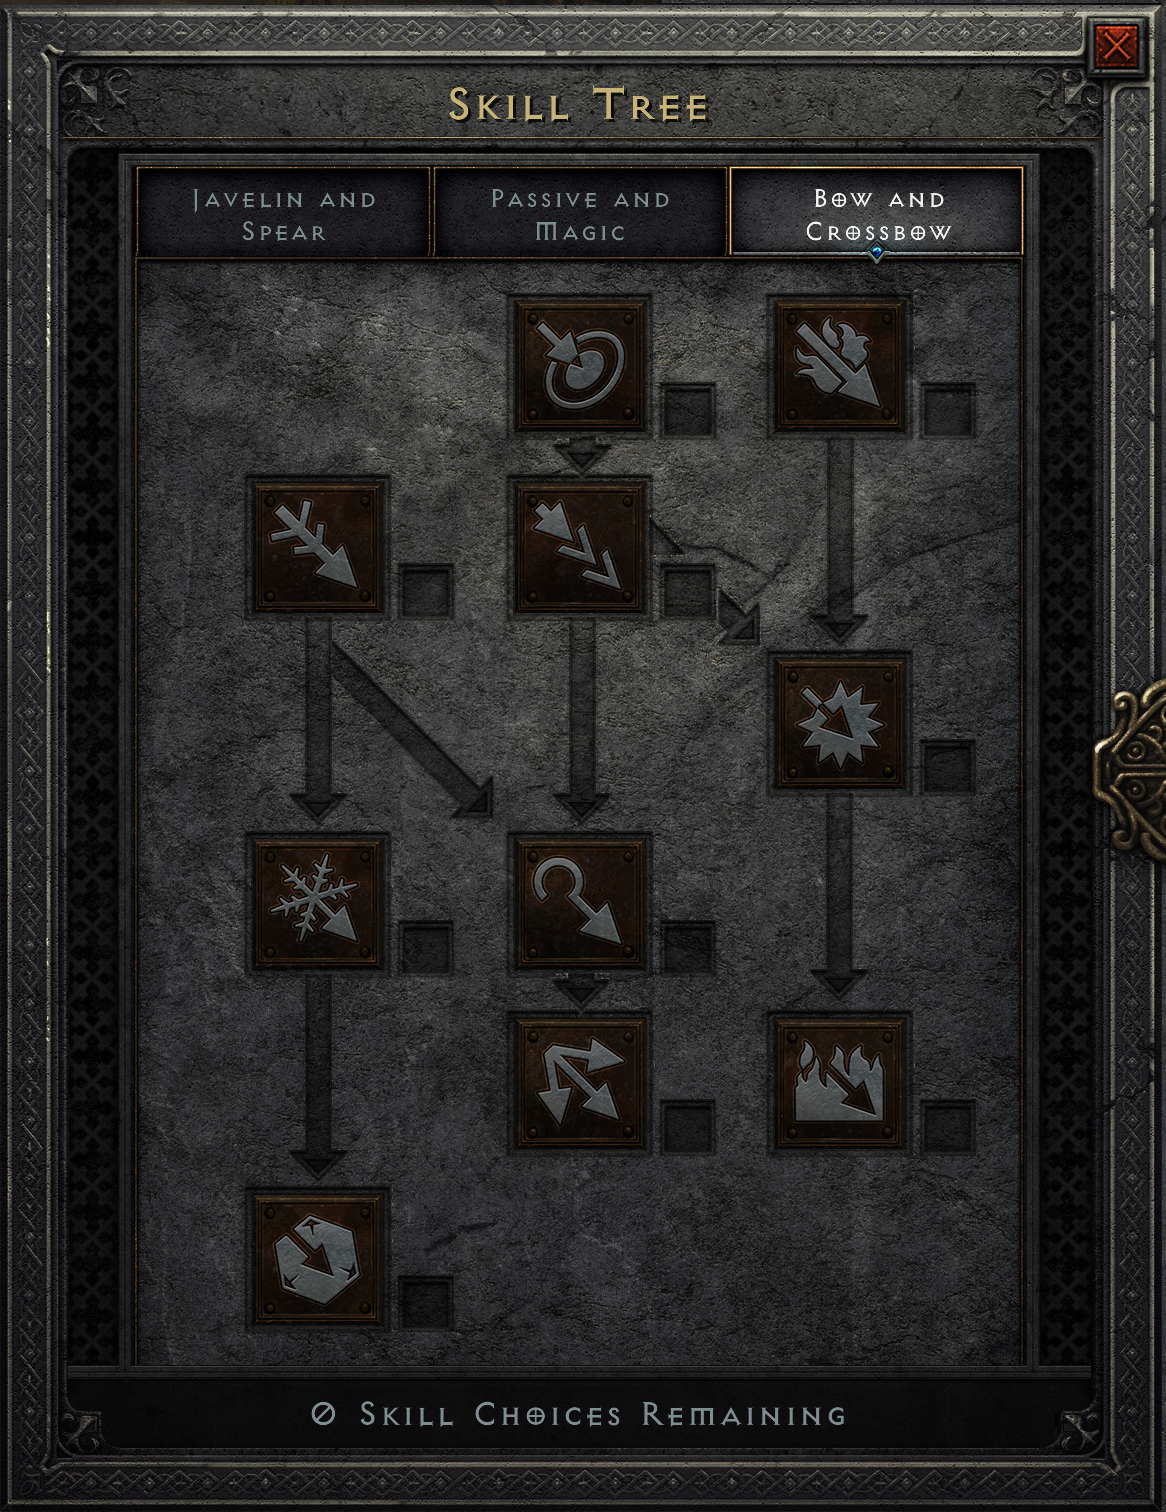 Skill Tree
Javelin and
Spear
Passive and
Magic
Bow and
Crossbow
0 Skill Choices Remaining